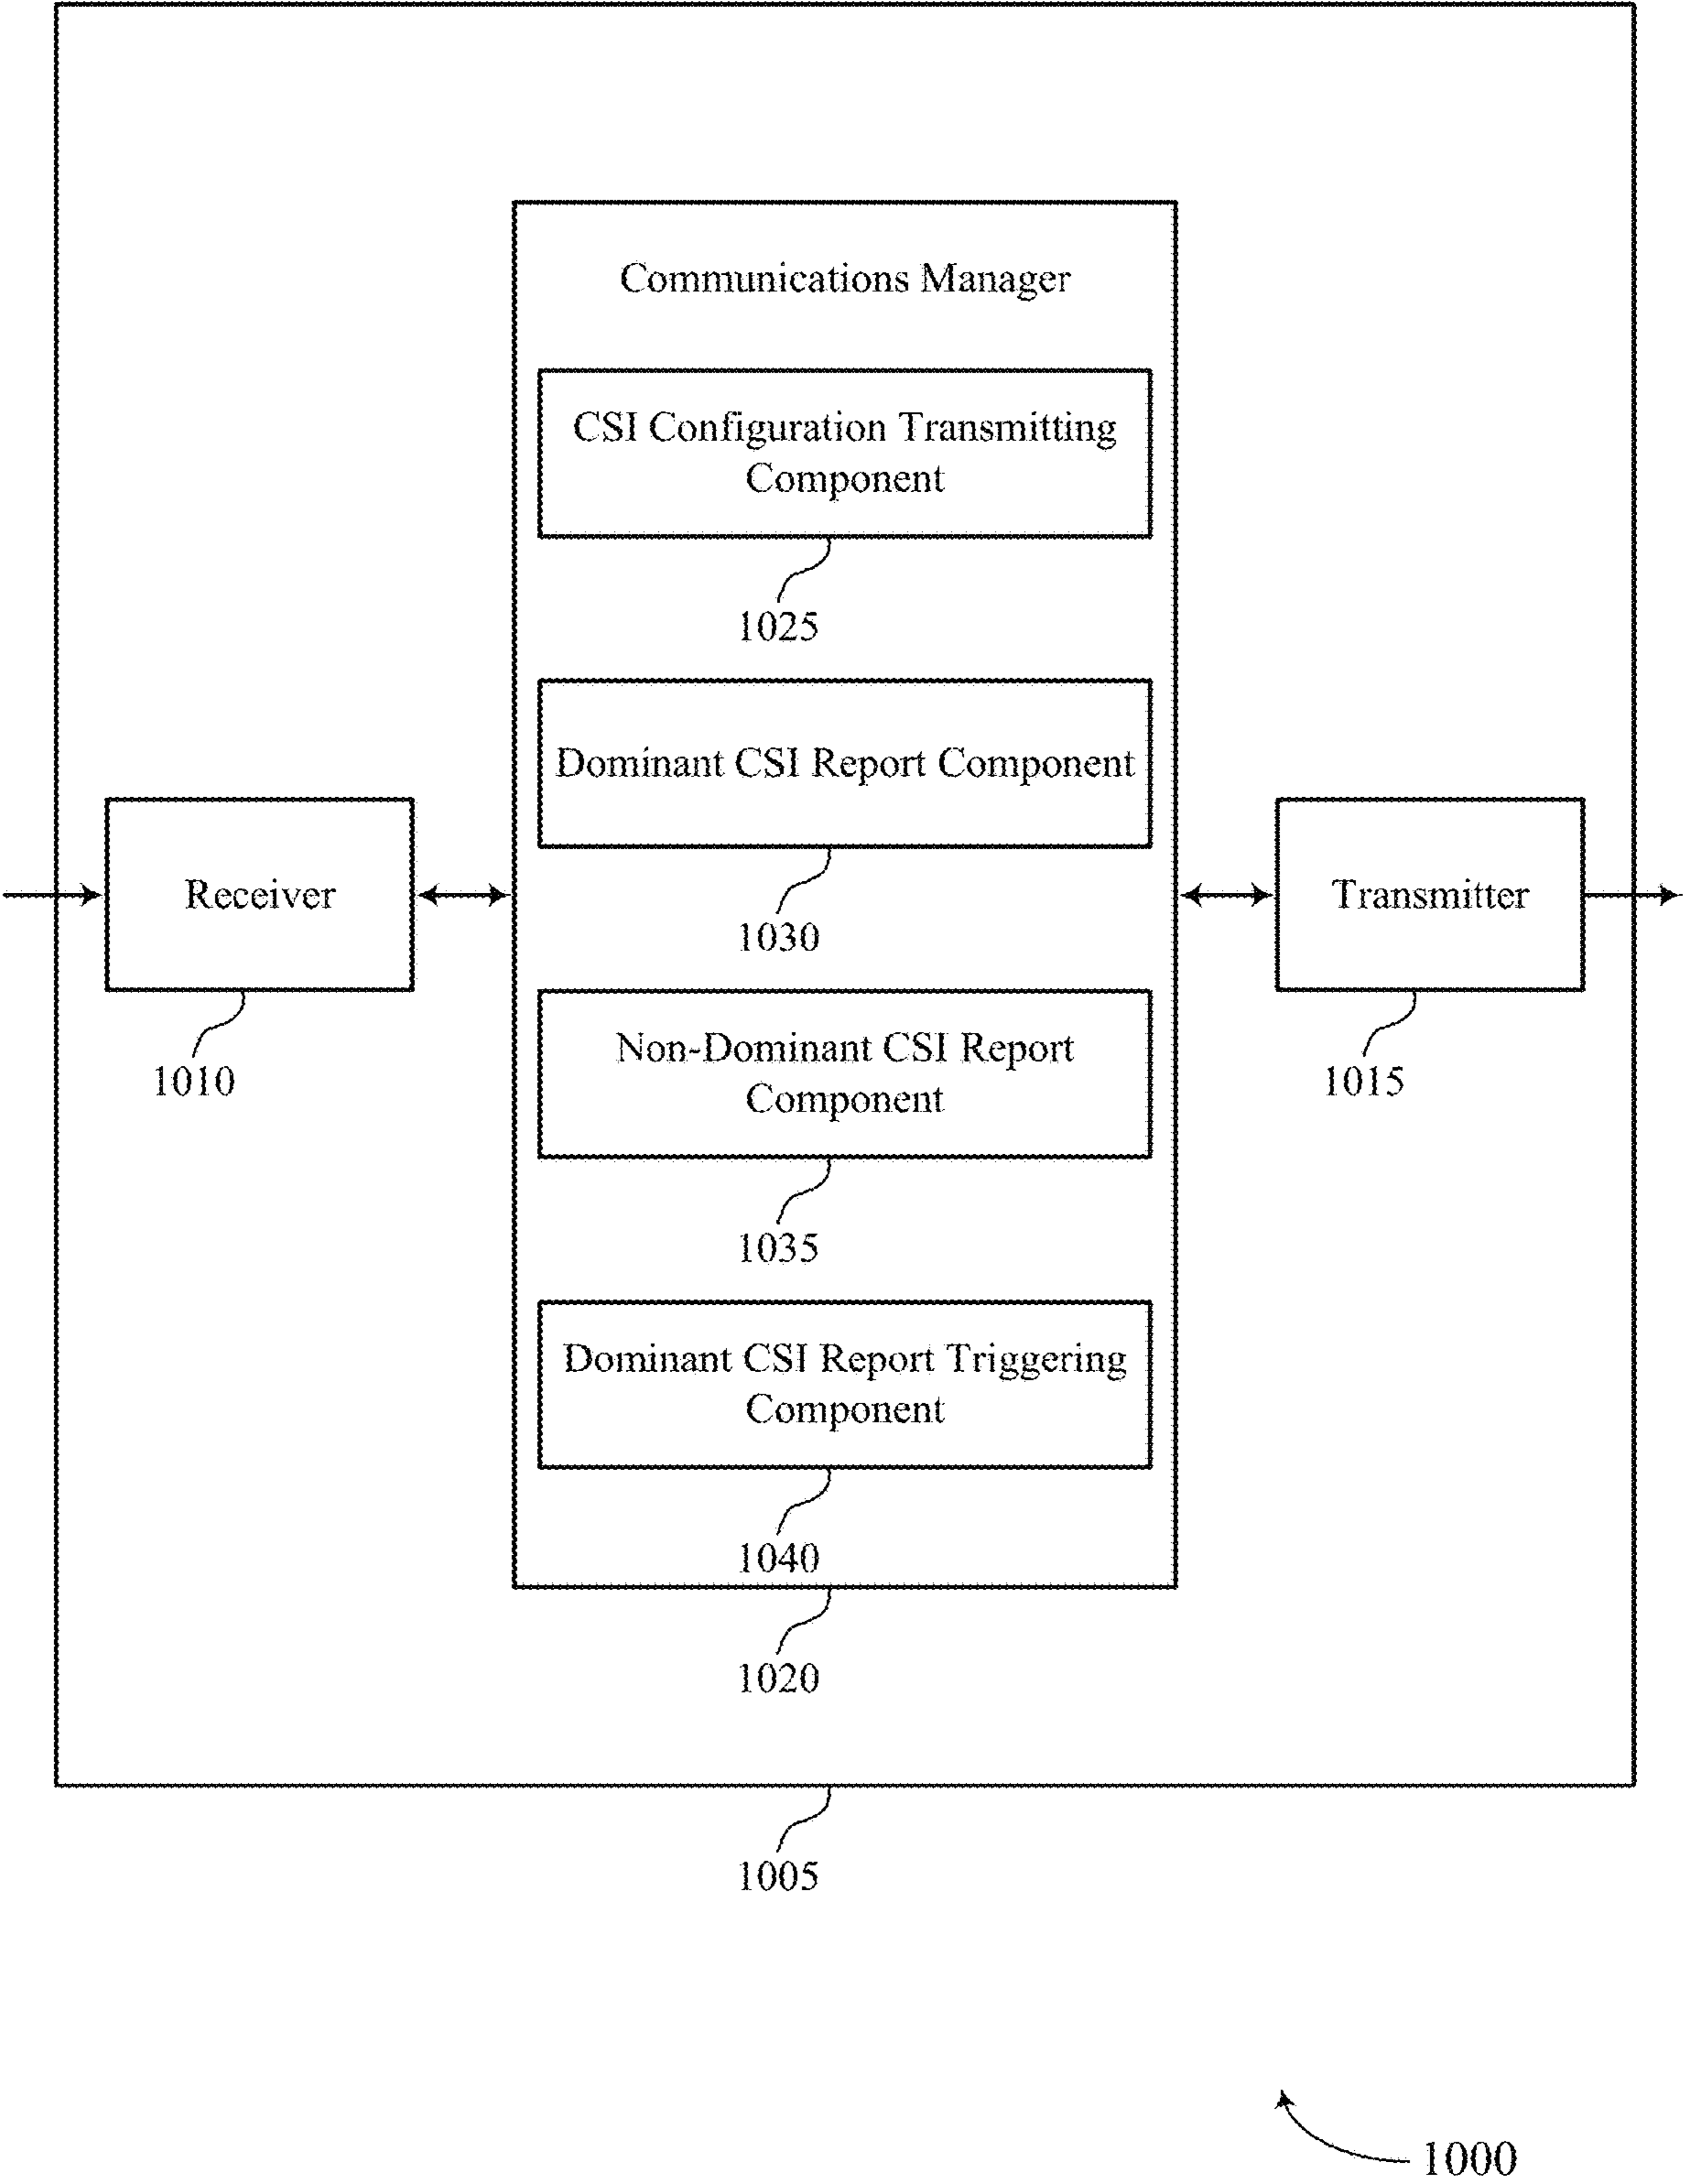 Communications Manager
CSI Configuration Transmitting
Component
1025
Dominant CSI Report Component
1030
Receiver
1010
Transmitter
1015
Non-Dominant CSI Report
Component
1035
Dominant CSI Report Triggering
Component
1040
1020
1005
1000